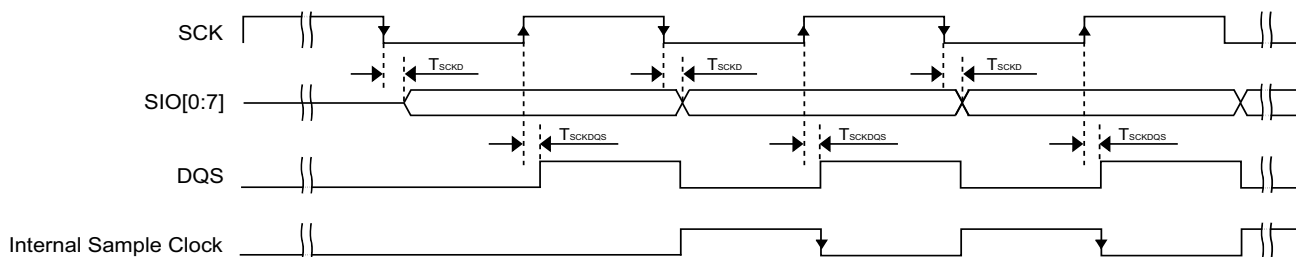 SCK
TSCKD TSCKD TSCKD
SIO[0:7]
TSCKDQS TSCKDQS TSCKDQS
DQS
Internal Sample Clock